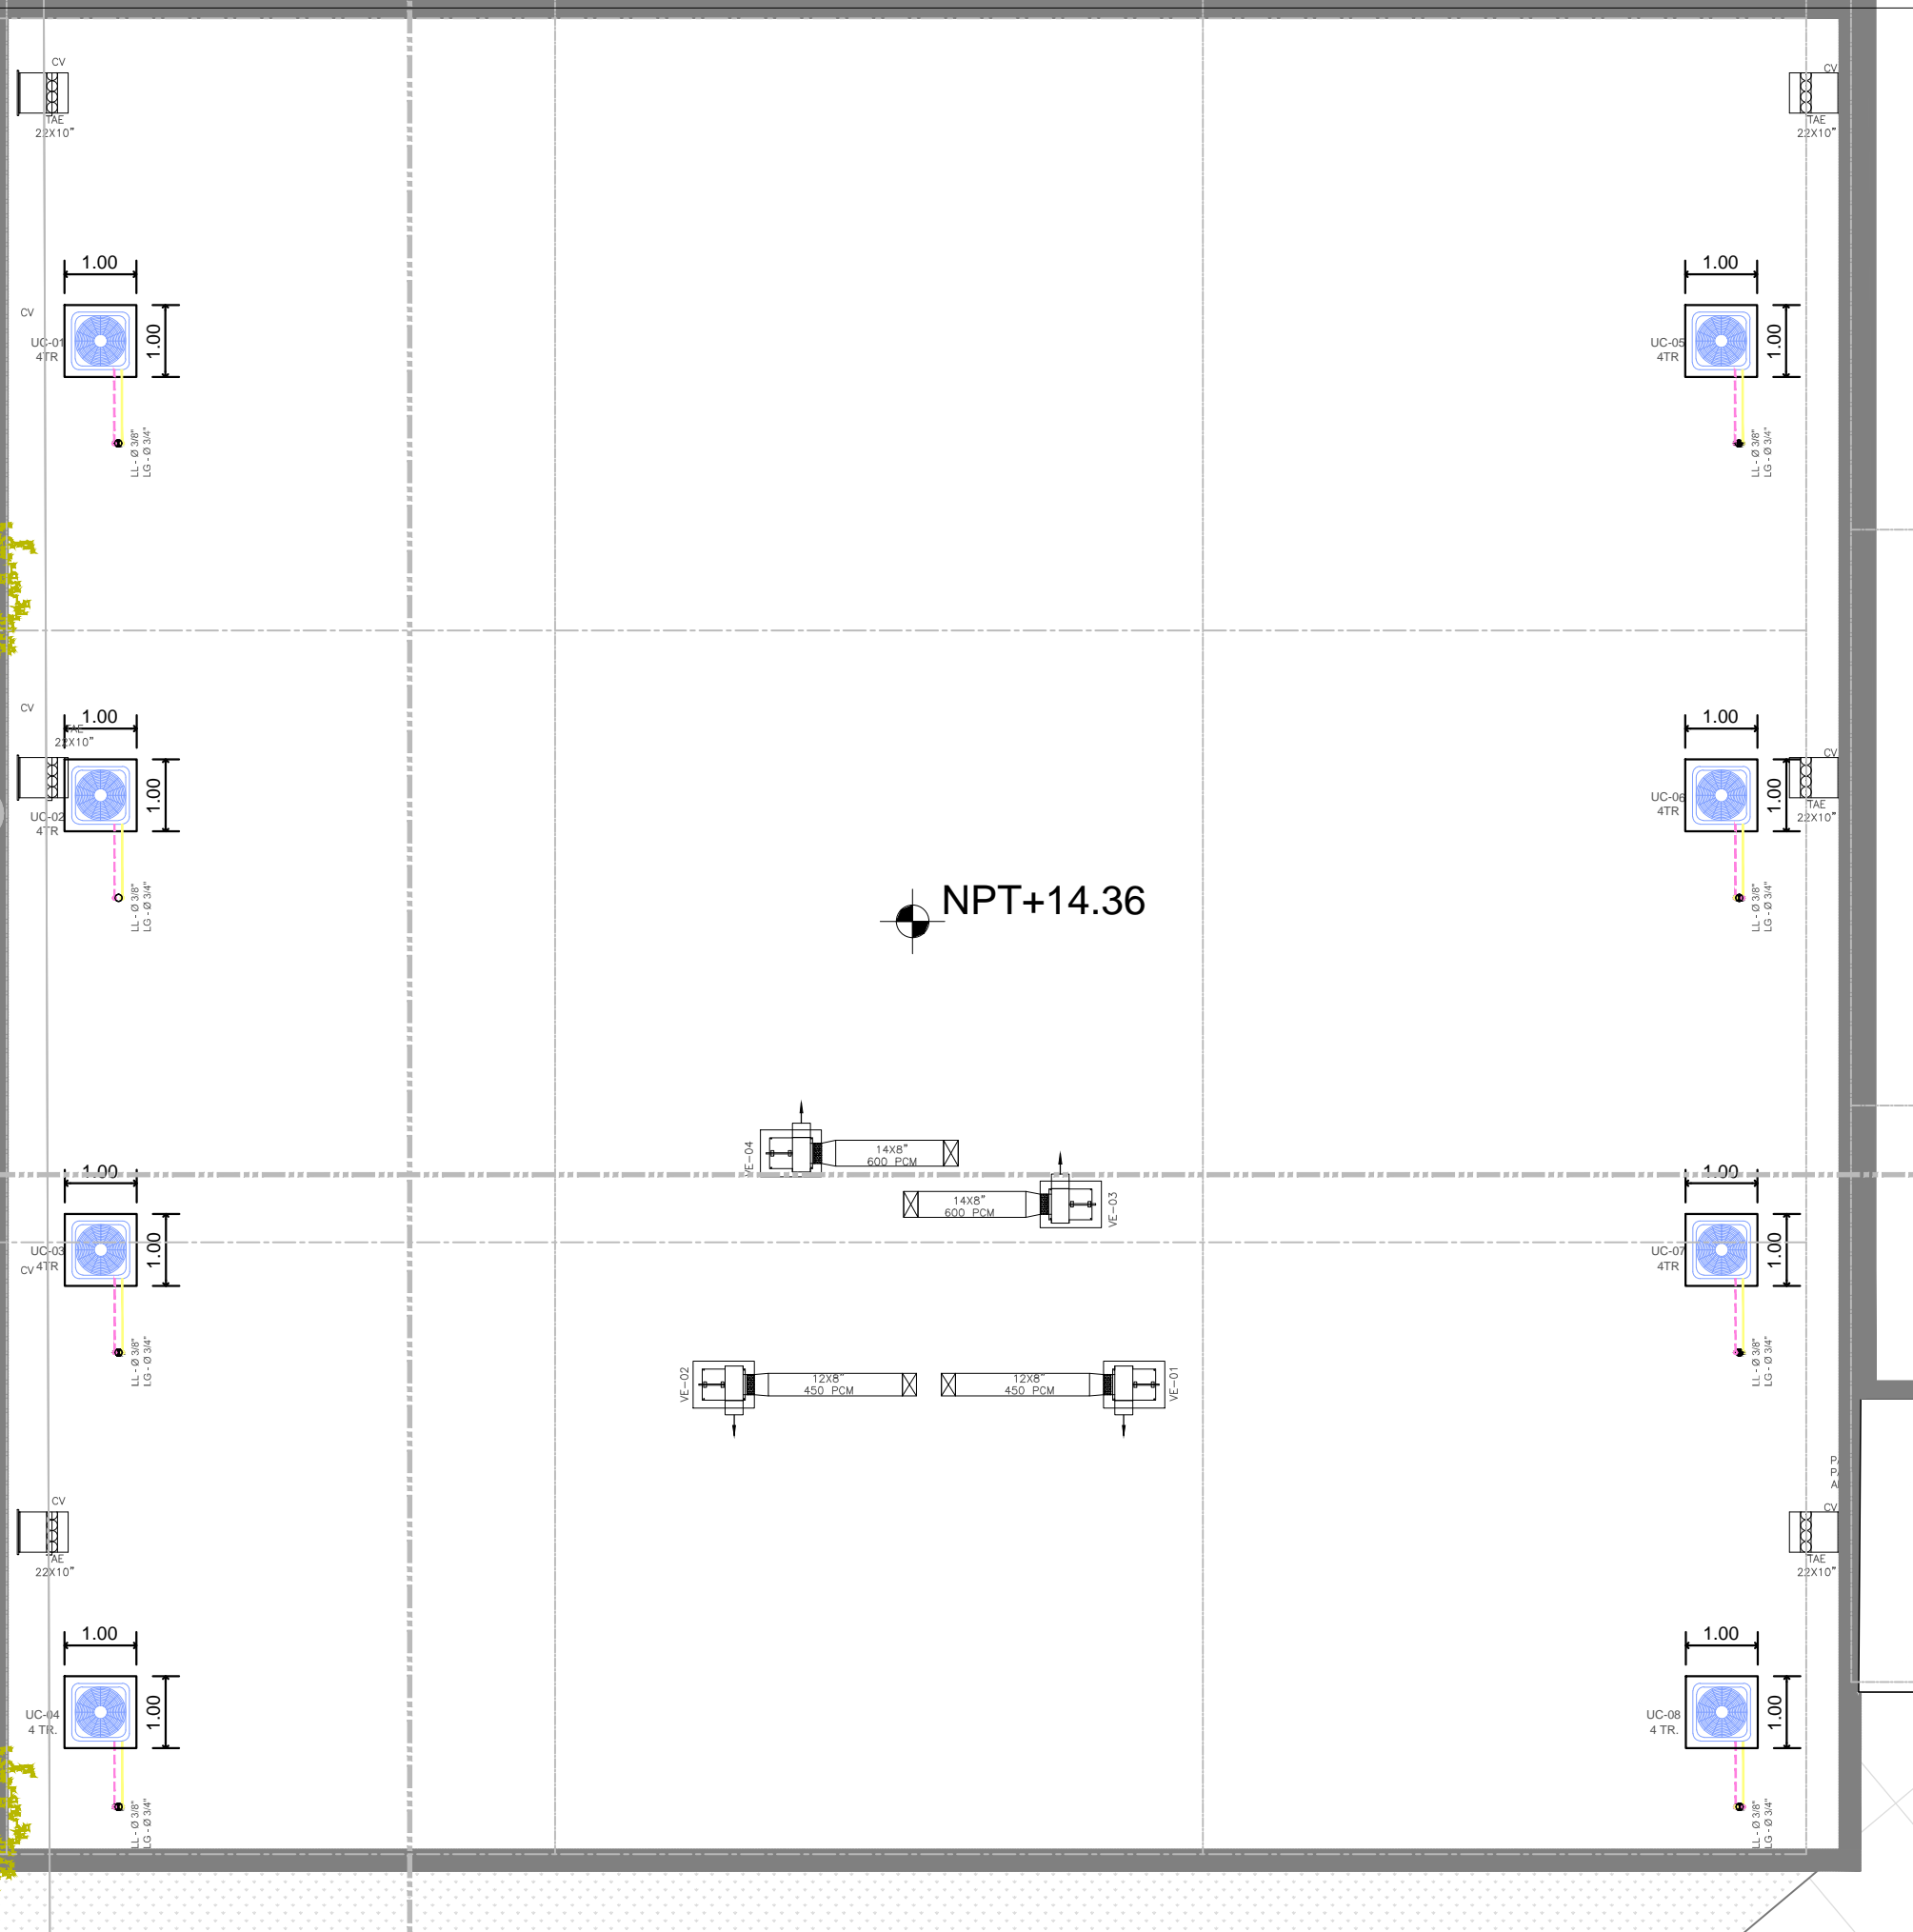 CV
CV
TAE
22X10"
TAE
22X10"
1.00
1.00
CV
UC-01
4TR
1.00
UC-05
4TR
1.00
LL - Ø 3/8"
LG - Ø 3/4"
LL - Ø 3/8"
LG - Ø 3/4"
CV
1.00
1.00
TAE
22X10"
CV
1.00
UC-02
4TR
UC-06
4TR
1.00
TAE
22X10"
LL - Ø 3/8"
LG - Ø 3/4"
NPT+14.36
LL - Ø 3/8"
LG - Ø 3/4"
VE-04
14X8"
600 PCM
1.00
1.00
14X8"
600 PCM
VE-03
UC-03
4TR
CV
1.00
UC-07
4TR
1.00
LL - Ø 3/8"
LG - Ø 3/4"
VE-02
12X8"
450 PCM
12X8"
450 PCM
VE-01
LL - Ø 3/8"
LG - Ø 3/4"
CV
CV
TAE
22X10"
TAE
22X10"
1.00
1.00
UC-04
4 TR.
1.00
UC-08
4 TR.
1.00
LL - Ø 3/8"
LG - Ø 3/4"
LL - Ø 3/8"
LG - Ø 3/4"